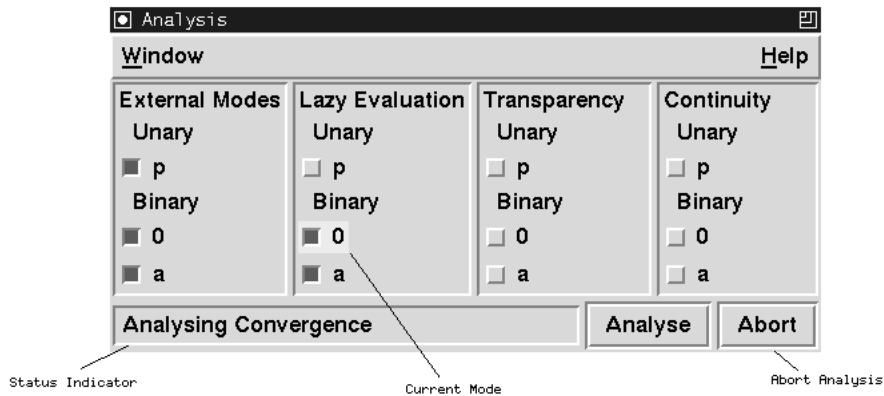 Analysis
Window Help
External Modes Lazy Evaluation Transparency Continuity
Unary Unary Unary Unary
p p p p
Binary Binary Binary Binary
0 0 0 0
a a a a
Analysing Convergence Analyse Abort
Status Indicator Current Mode Abort Analysis